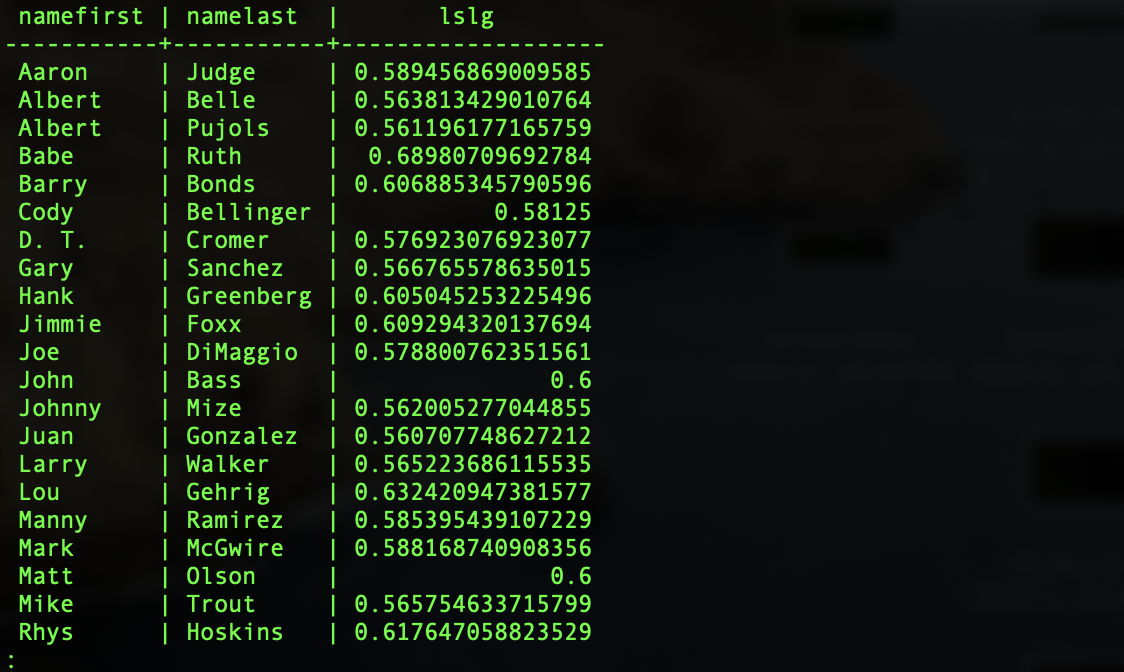 namefirst | namelast  |       lslg
-----------+-----------+-------------------
 Aaron     | Judge     | 0.589456869009585
 Albert    | Belle     | 0.563813429010764
 Albert    | Pujols    | 0.561196177165759
 Babe      | Ruth      |  0.68980709692784
 Barry     | Bonds     | 0.606885345790596
 Cody      | Bellinger |           0.58125
 D. T.     | Cromer    | 0.576923076923077
 Gary      | Sanchez   | 0.566765578635015
 Hank      | Greenberg | 0.605045253225496
 Jimmie    | Foxx      | 0.609294320137694
 Joe       | DiMaggio  | 0.578800762351561
 John      | Bass      |               0.6
 Johnny    | Mize      | 0.562005277044855
 Juan      | Gonzalez  | 0.560707748627212
 Larry     | Walker    | 0.565223686115535
 Lou       | Gehrig    | 0.632420947381577
 Manny     | Ramirez   | 0.585395439107229
 Mark      | McGwire   | 0.588168740908356
 Matt      | Olson     |               0.6
 Mike      | Trout     | 0.565754633715799
 Rhys      | Hoskins   | 0.617647058823529
: